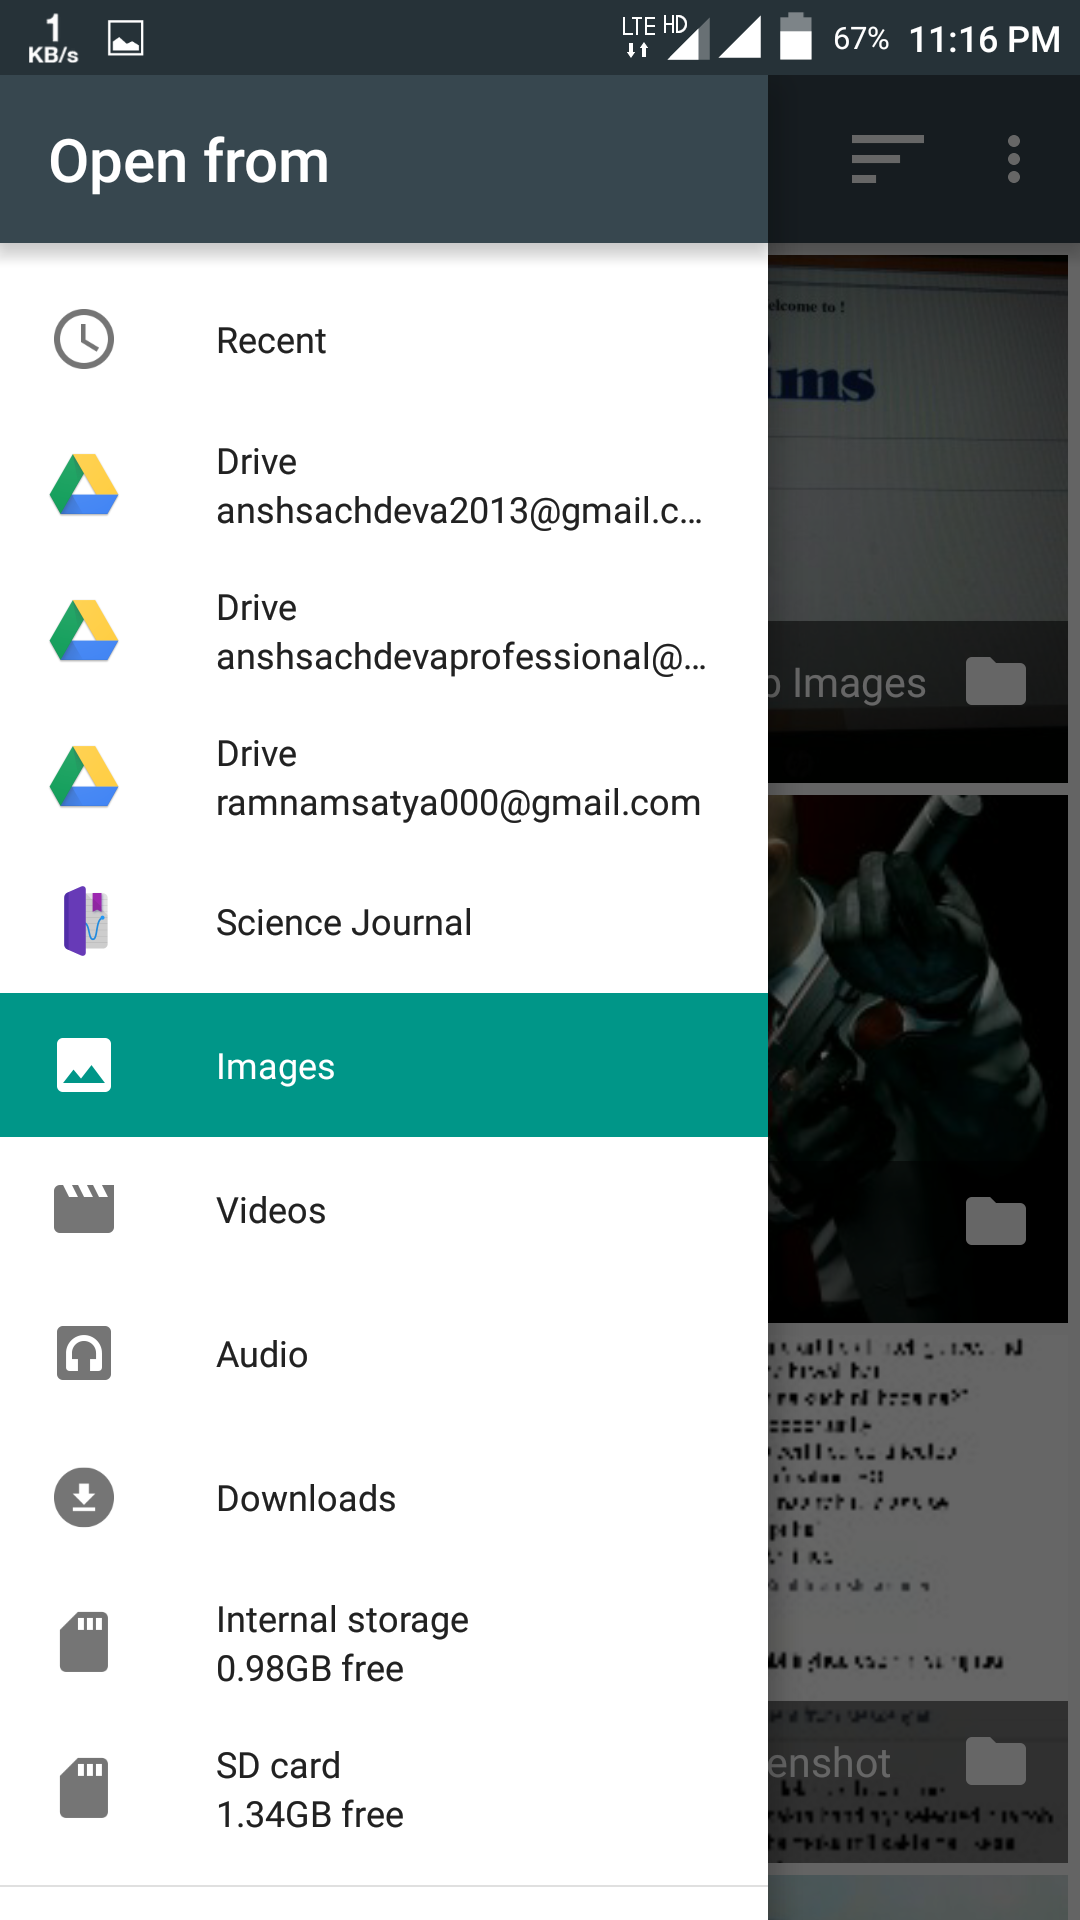 1
KB/s
LTE HD
67%
11:16 PM
Open from
Recent
Drive
anshsachdeva2013@gmail.c...
Drive
anshsachdevaprofessional@...
Drive
ramnamsatya000@gmail.com
Science Journal
Images
Videos
Audio
Downloads
Internal storage
0.98GB free
SD card
1.34GB free
elcome to !
ims
p Images
enshot